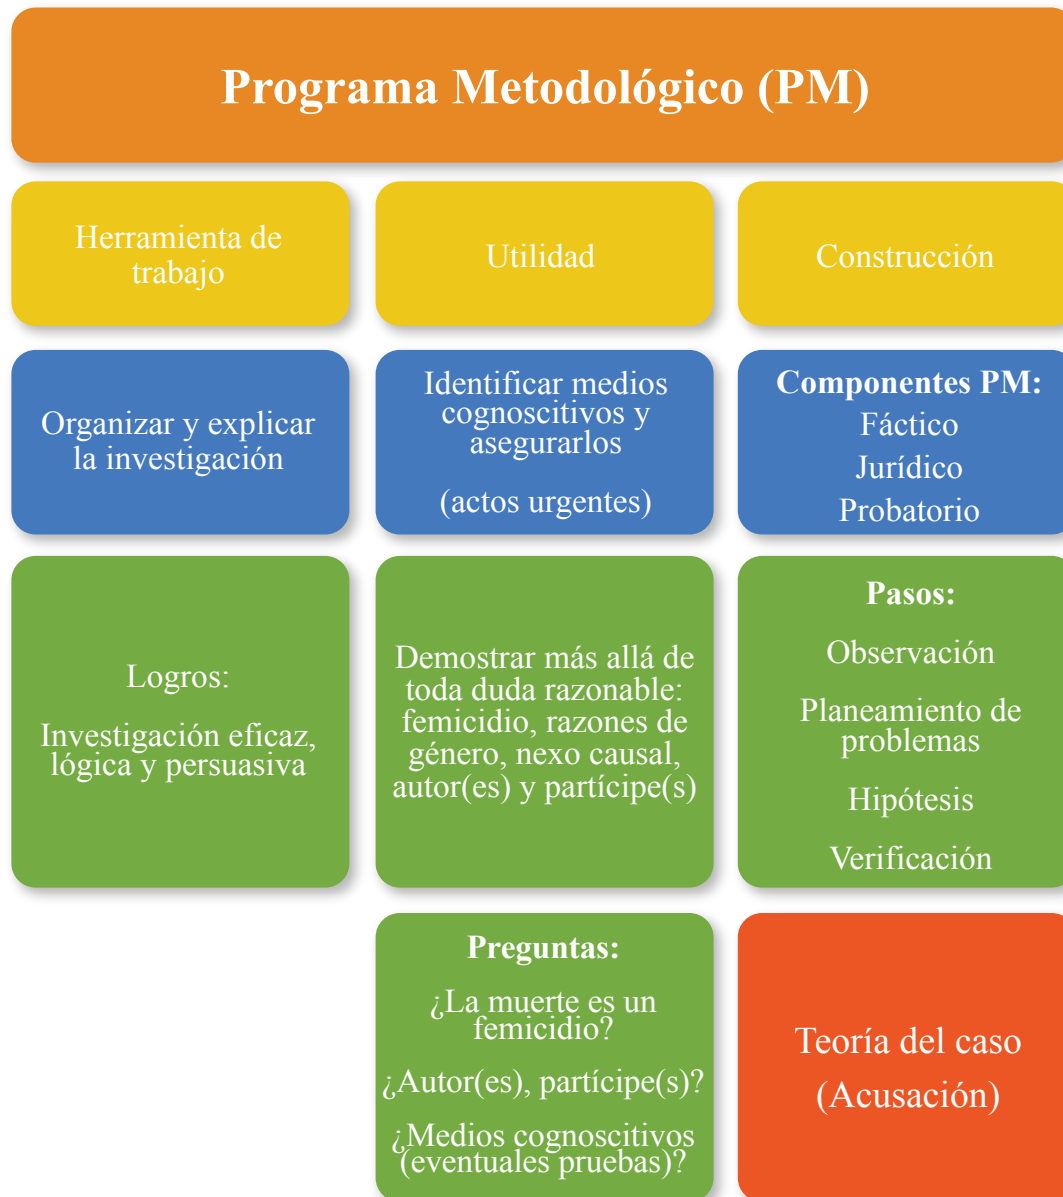 Programa Metodológico (PM)
Herramienta de
trabajo
Utilidad
Construcción
Organizar y explicar
la investigación
Identificar medios
cognoscitivos y
asegurarlos
(actos urgentes)
Componentes PM:
Fáctico
Jurídico
Probatorio
Logros:
Investigación eficaz,
lógica y persuasiva
Demostrar más allá de
toda duda razonable:
femicidio, razones de
género, nexo causal,
autor(es) y partícipe(s)
Pasos:
Observación
Planeamiento de
problemas
Hipótesis
Verificación
Preguntas:
¿La muerte es un
femicidio?
¿Autor(es), partícipe(s)?
¿Medios cognoscitivos
(eventuales pruebas)?
Teoría del caso
(Acusación)